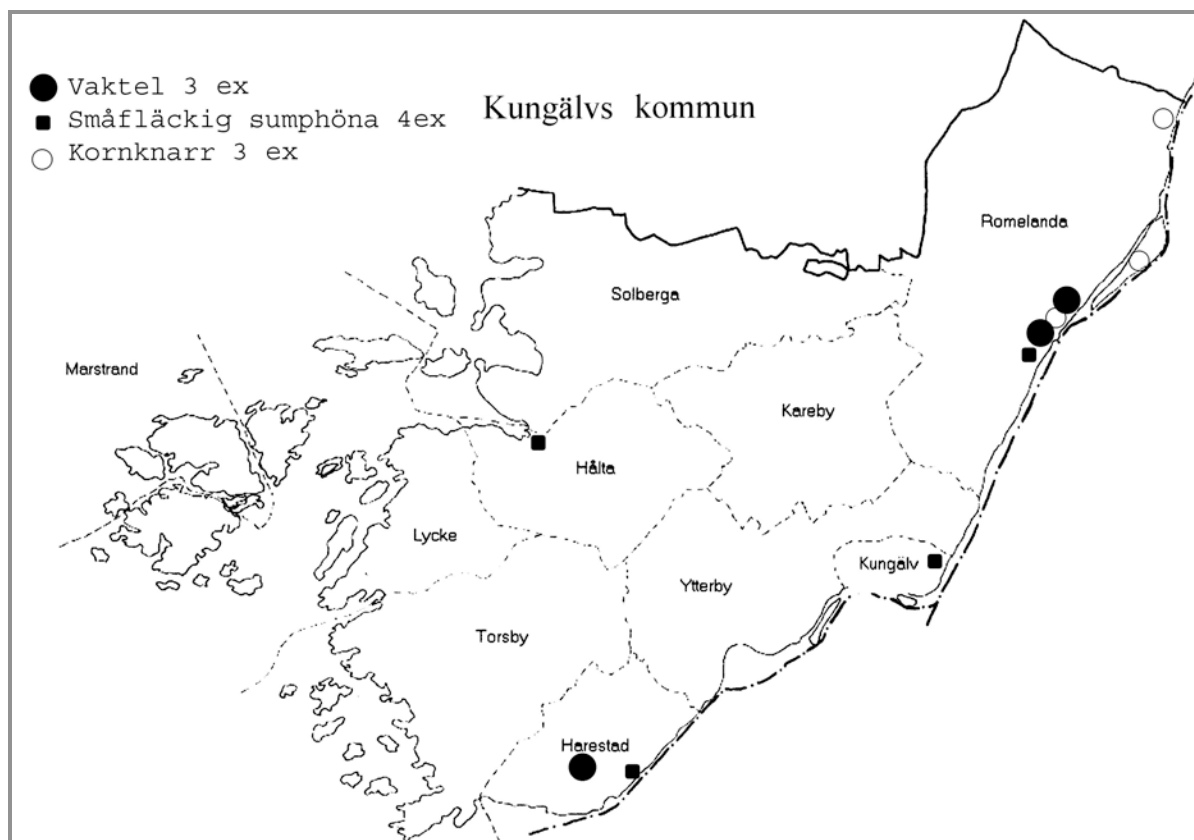 Vaktel 3 ex
Småfläckig sumphöna 4ex
Kornknarr 3 ex
Kungälvs kommun
Romelanda
Solberga
Marstrand
Kareby
Hålta
Lycke
Kungälv
Ytterby
Torsby
Harestad